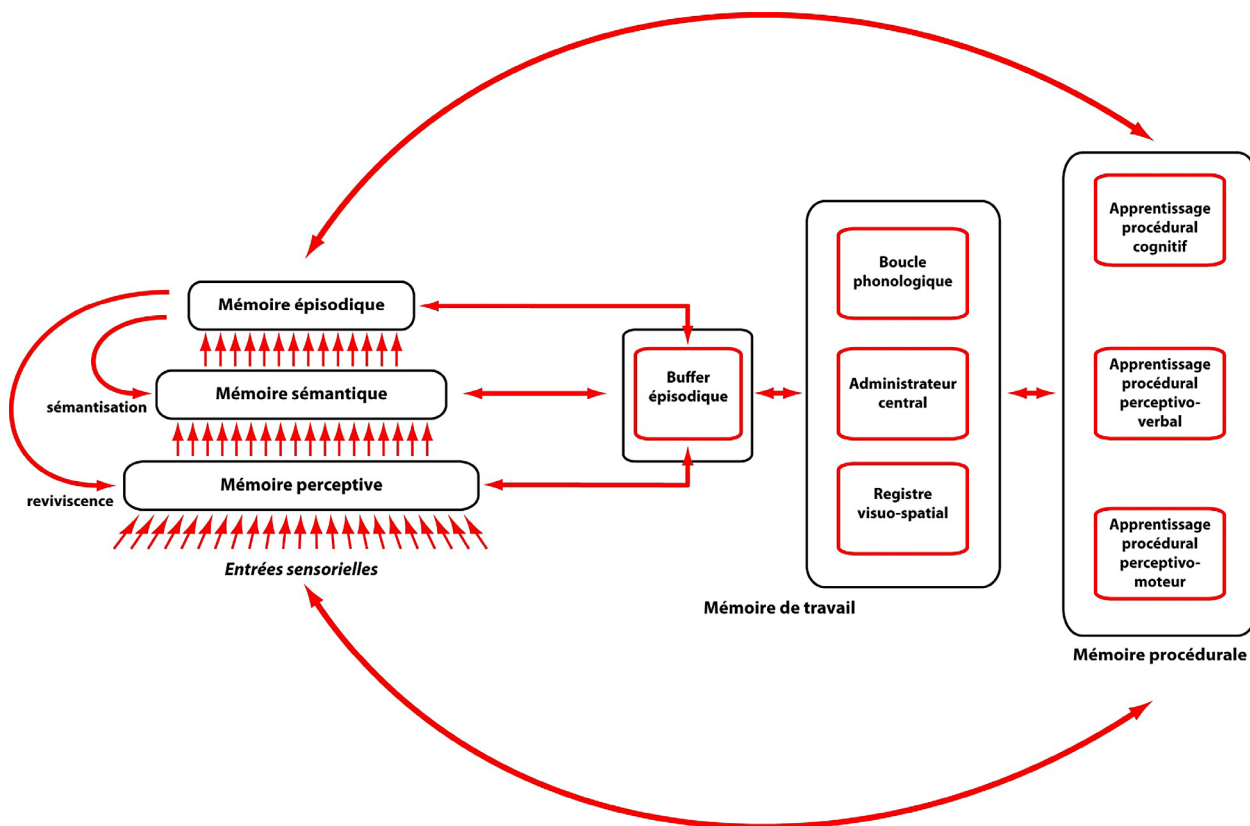 Mémoire épisodique
Mémoire sémantique
sémantisation
Mémoire perceptive
reviviscence
Entrées sensorielles
Buffer
épisodique
Boucle
phonologique
Administrateur
central
Registre
visuo-spatial
Mémoire de travail
Apprentissage
procédural
cognitif
Apprentissage
procédural
perceptivo-
verbal
Apprentissage
procédural
perceptivo-
moteur
Mémoire procédurale